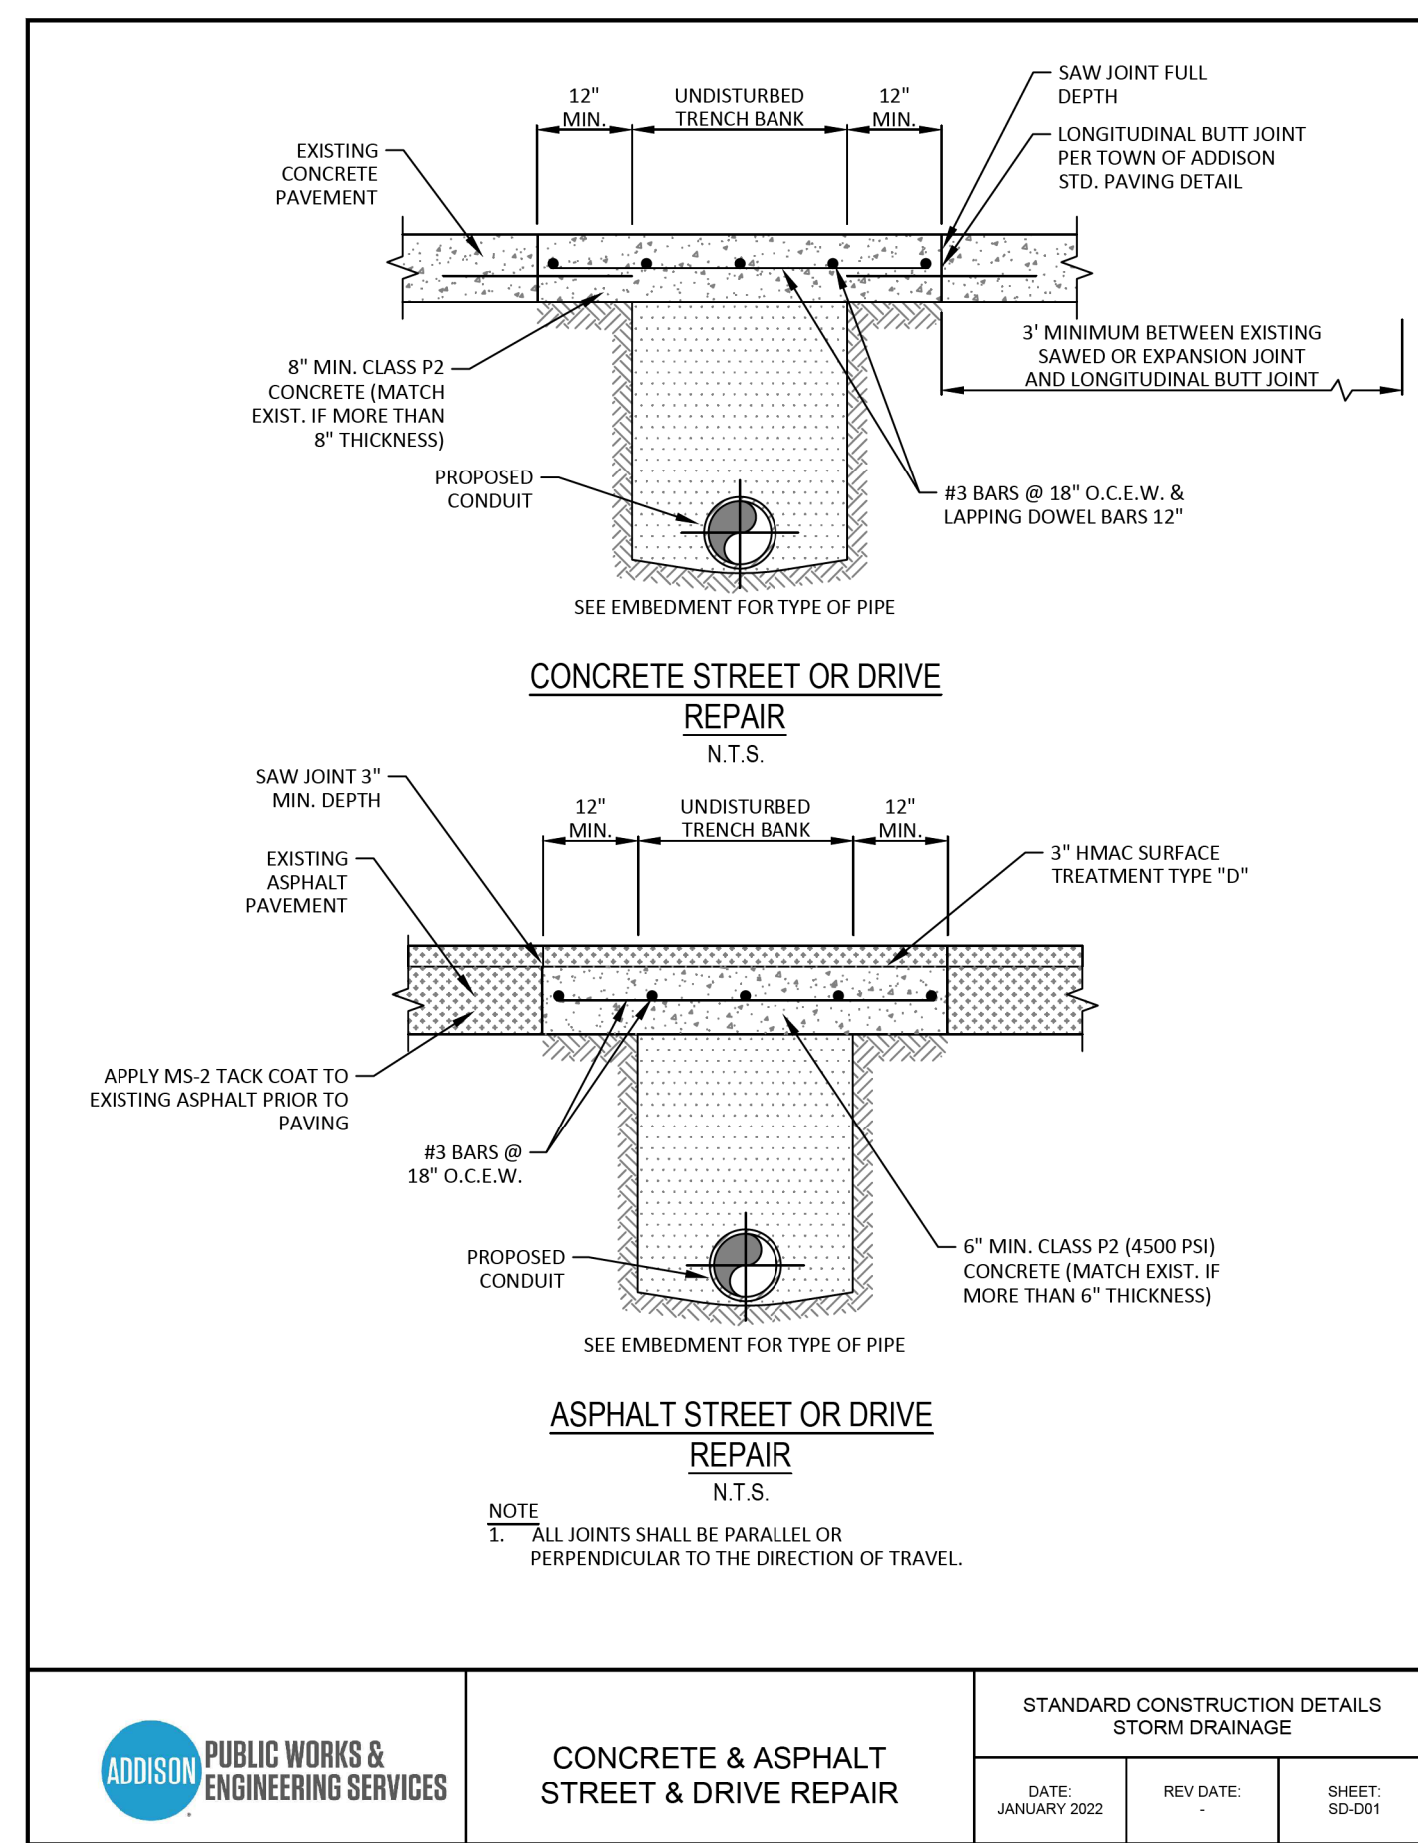 12"
MIN.
UNDISTURBED
TRENCH BANK
12"
MIN.
SAW JOINT FULL
DEPTH
LONGITUDINAL BUTT JOINT
PER TOWN OF ADDISON
STD. PAVING DETAIL
EXISTING
CONCRETE
PAVEMENT
3' MINIMUM BETWEEN EXISTING
SAWED OR EXPANSION JOINT
AND LONGITUDINAL BUTT JOINT
8" MIN. CLASS P2
CONCRETE (MATCH
EXIST. IF MORE THAN
8" THICKNESS)
PROPOSED
CONDUIT
#3 BARS @ 18" O.C.E.W. &
LAPPING DOWEL BARS 12"
SEE EMBEDMENT FOR TYPE OF PIPE
CONCRETE STREET OR DRIVE
REPAIR
N.T.S.
SAW JOINT 3"
MIN. DEPTH
12"
MIN.
UNDISTURBED
TRENCH BANK
12"
MIN.
EXISTING
ASPHALT
PAVEMENT
3" HMAC SURFACE
TREATMENT TYPE "D"
APPLY MS-2 TACK COAT TO
EXISTING ASPHALT PRIOR TO
PAVING
#3 BARS @
18" O.C.E.W.
PROPOSED
CONDUIT
6" MIN. CLASS P2 (4500 PSI)
CONCRETE (MATCH EXIST. IF
MORE THAN 6" THICKNESS)
SEE EMBEDMENT FOR TYPE OF PIPE
ASPHALT STREET OR DRIVE
REPAIR
N.T.S.
NOTE
1. ALL JOINTS SHALL BE PARALLEL OR
PERPENDICULAR TO THE DIRECTION OF TRAVEL.
ADDISON
PUBLIC WORKS &
ENGINEERING SERVICES
CONCRETE & ASPHALT
STREET & DRIVE REPAIR
STANDARD CONSTRUCTION DETAILS
STORM DRAINAGE
DATE:
JANUARY 2022
REV DATE:
-
SHEET:
SD-D01